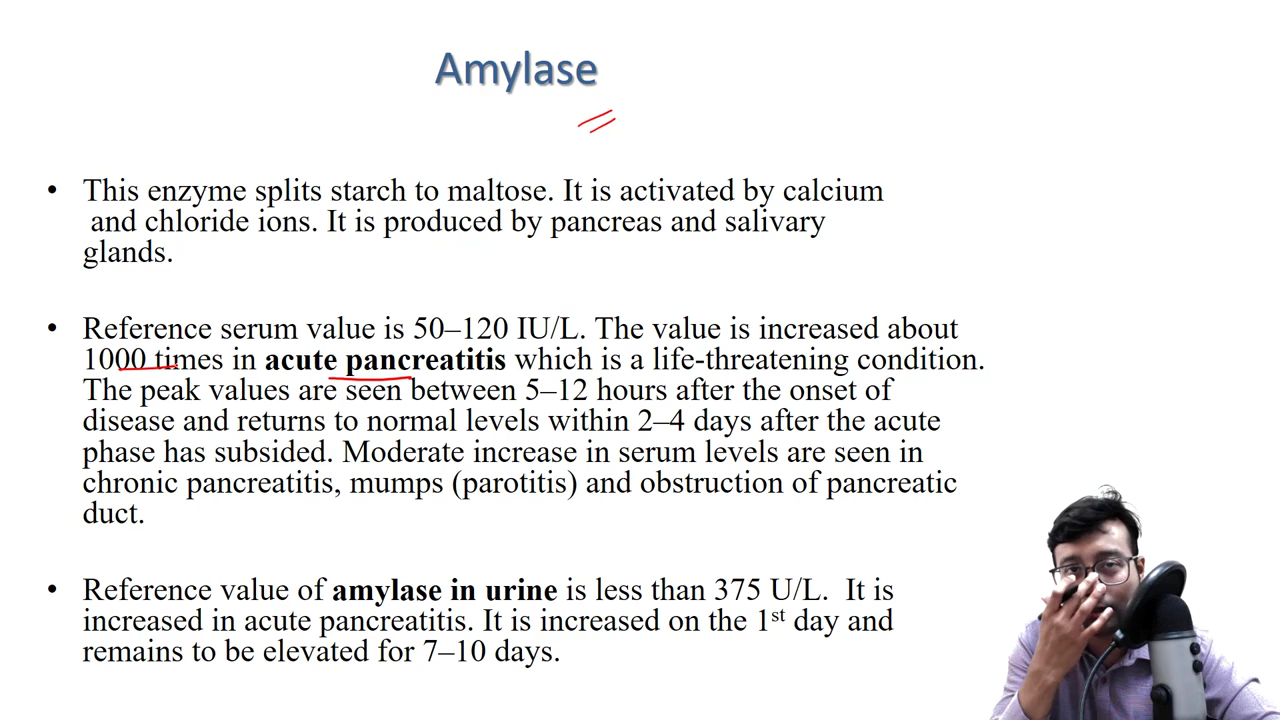 Amylase
• This enzyme splits starch to maltose. It is activated by calcium
and chloride ions. It is produced by pancreas and salivary
glands.
• Reference serum value is 50–120 IU/L. The value is increased about
1000 times in acute pancreatitis which is a life-threatening condition.
The peak values are seen between 5–12 hours after the onset of
disease and returns to normal levels within 2–4 days after the acute
phase has subsided. Moderate increase in serum levels are seen in
chronic pancreatitis, mumps (parotitis) and obstruction of pancreatic
duct.
• Reference value of amylase in urine is less than 375 U/L. It is
increased in acute pancreatitis. It is increased on the 1st day and
remains to be elevated for 7–10 days.